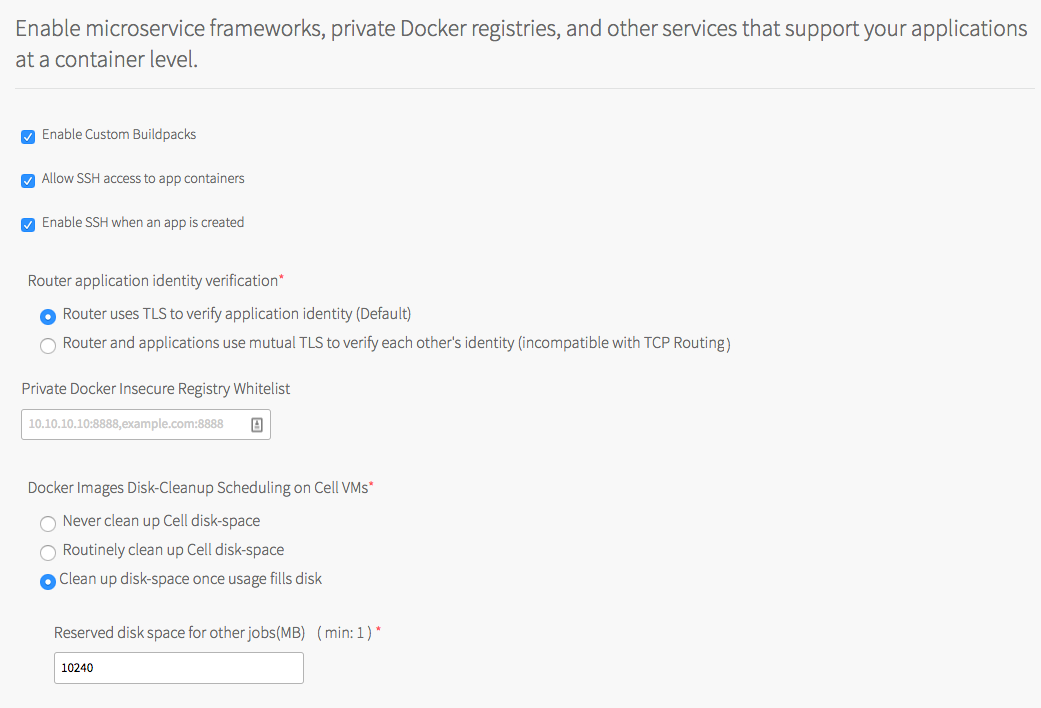 Enable microservice frameworks, private Docker registries, and other services that support your applications
at a container level.
Enable Custom Buildpacks
Allow SSH access to app containers
Enable SSH when an app is created
Router application identity verification*
Router uses TLS to verify application identity (Default)
Router and applications use mutual TLS to verify each other's identity (incompatible with TCP Routing)
Private Docker Insecure Registry Whitelist
10.10.10.10:8888,example.com:8888
Docker Images Disk-Cleanup Scheduling on Cell VMs*
Never clean up Cell disk-space
Routinely clean up Cell disk-space
Clean up disk-space once usage fills disk
Reserved disk space for other jobs(MB) ( min: 1 ) *
10240